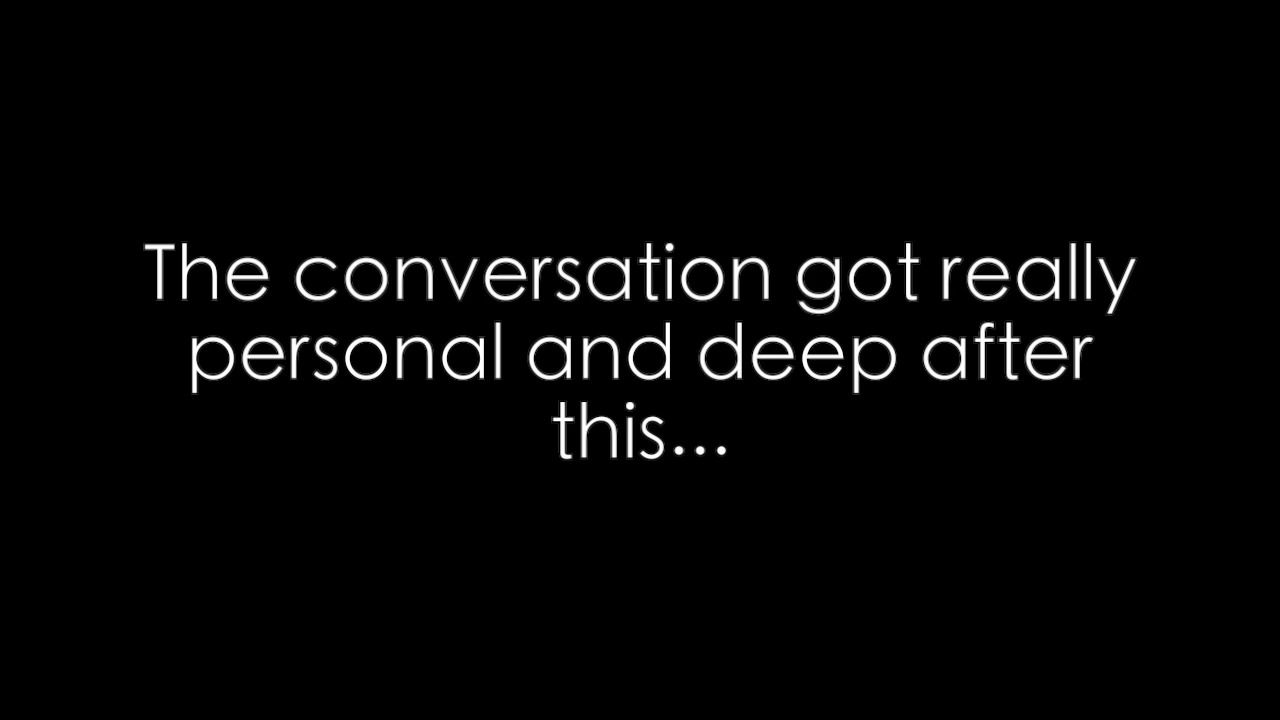 The conversation got really
personal and deep after
this...